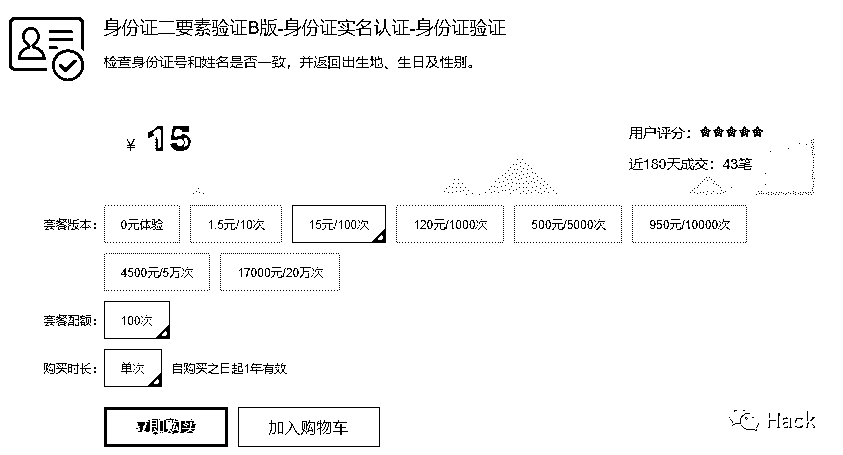 身份证二要素验证B版-身份证实名认证-身份证验证
检查身份证号和姓名是否一致，并返回出生地、生日及性别。
¥ 15
用户评分：
近180天成交：43笔
套餐版本： 0元体验 1.5元/10次 15元/100次 120元/1000次 500元/5000次 950元/10000次
4500元/5万次 17000元/20万次
套餐配额： 100次
购买时长： 单次 自购买之日起1年有效
立即购买 加入购物车
Hack